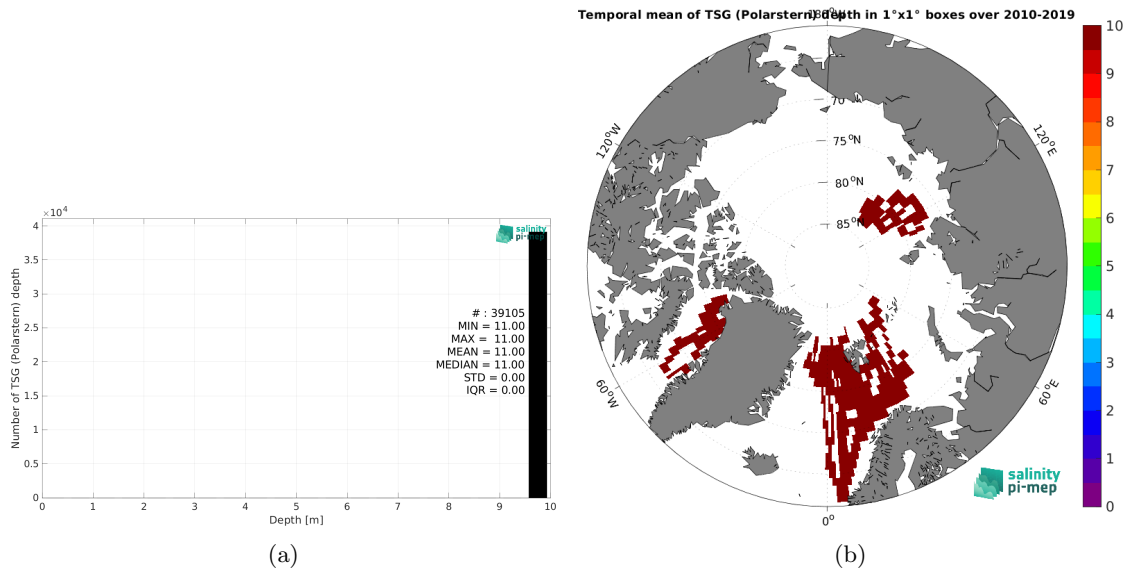 Temporal mean of TSG (Polarstern) depth in 1°x1° boxes over 2010-2019
180°
×10⁴
4
3.5
3
2.5
2
1.5
1
0.5
0
Number of TSG (Polarstern) depth
salinity
pi-mep
# : 39105
MIN = 11.00
MAX = 11.00
MEAN = 11.00
MEDIAN = 11.00
STD = 0.00
IQR = 0.00
0 1 2 3 4 5 6 7 8 9 10
Depth [m]
(a)
120°W
60°W
0°
60°E
120°E
70°N
75°N
80°N
85°N
10
9
8
7
6
5
4
3
2
1
0
salinity
pi-mep
(b)